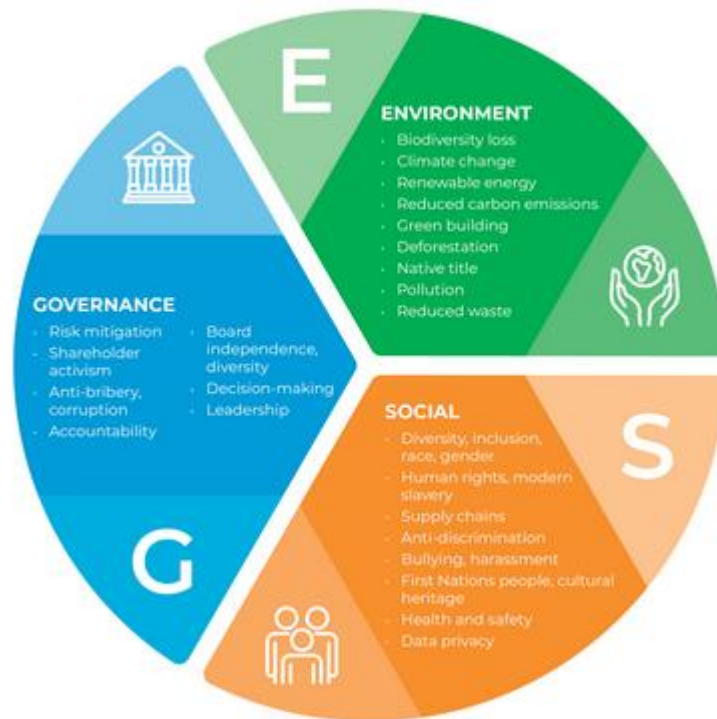 E
ENVIRONMENT
· Biodiversity loss
· Climate change
· Renewable energy
· Reduced carbon emissions
· Green building
· Deforestation
· Native title
· Pollution
· Reduced waste
GOVERNANCE
· Risk mitigation
· Shareholder
activism
· Anti-bribery,
corruption
· Accountability
· Board
independence,
diversity
· Decision-making
· Leadership
G
S
SOCIAL
· Diversity, inclusion,
race, gender
· Human rights, modern
slavery
· Supply chains
· Anti-discrimination
· Bullying, harassment
· First Nations people, cultural
heritage
· Health and safety
· Data privacy